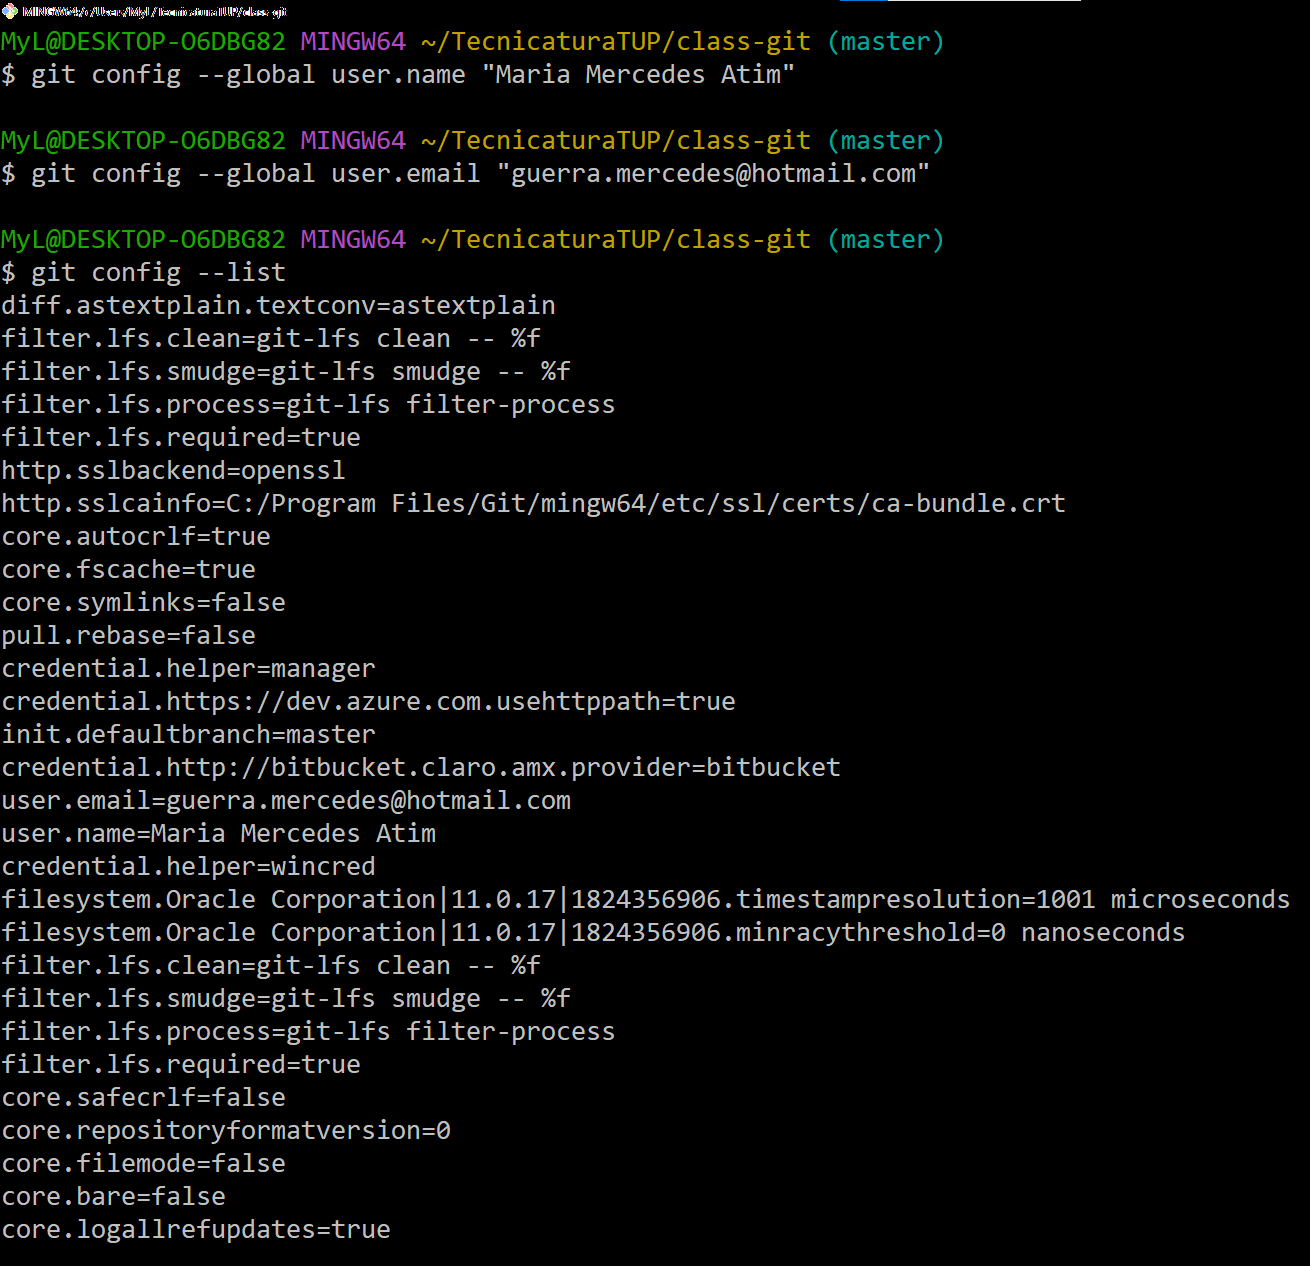 MINGW64:/c/Users/MyL/TecnicaturaTUP/class-git
MyL@DESKTOP-O6DBG82 MINGW64 ~/TecnicaturaTUP/class-git (master)
$ git config --global user.name "Maria Mercedes Atim"
MyL@DESKTOP-O6DBG82 MINGW64 ~/TecnicaturaTUP/class-git (master)
$ git config --global user.email "guerra.mercedes@hotmail.com"
MyL@DESKTOP-O6DBG82 MINGW64 ~/TecnicaturaTUP/class-git (master)
$ git config --list
diff.astextplain.textconv=astextplain
filter.lfs.clean=git-lfs clean -- %f
filter.lfs.smudge=git-lfs smudge -- %f
filter.lfs.process=git-lfs filter-process
filter.lfs.required=true
http.sslbackend=openssl
http.sslcainfo=C:/Program Files/Git/mingw64/etc/ssl/certs/ca-bundle.crt
core.autocrlf=true
core.fscache=true
core.symlinks=false
pull.rebase=false
credential.helper=manager
credential.https://dev.azure.com.usehttppath=true
init.defaultbranch=master
credential.http://bitbucket.claro.amx.provider=bitbucket
user.email=guerra.mercedes@hotmail.com
user.name=Maria Mercedes Atim
credential.helper=wincred
filesystem.Oracle Corporation|11.0.17|1824356906.timestampresolution=1001 microseconds
filesystem.Oracle Corporation|11.0.17|1824356906.minracythreshold=0 nanoseconds
filter.lfs.clean=git-lfs clean -- %f
filter.lfs.smudge=git-lfs smudge -- %f
filter.lfs.process=git-lfs filter-process
filter.lfs.required=true
core.safecrlf=false
core.repositoryformatversion=0
core.filemode=false
core.bare=false
core.logallrefupdates=true